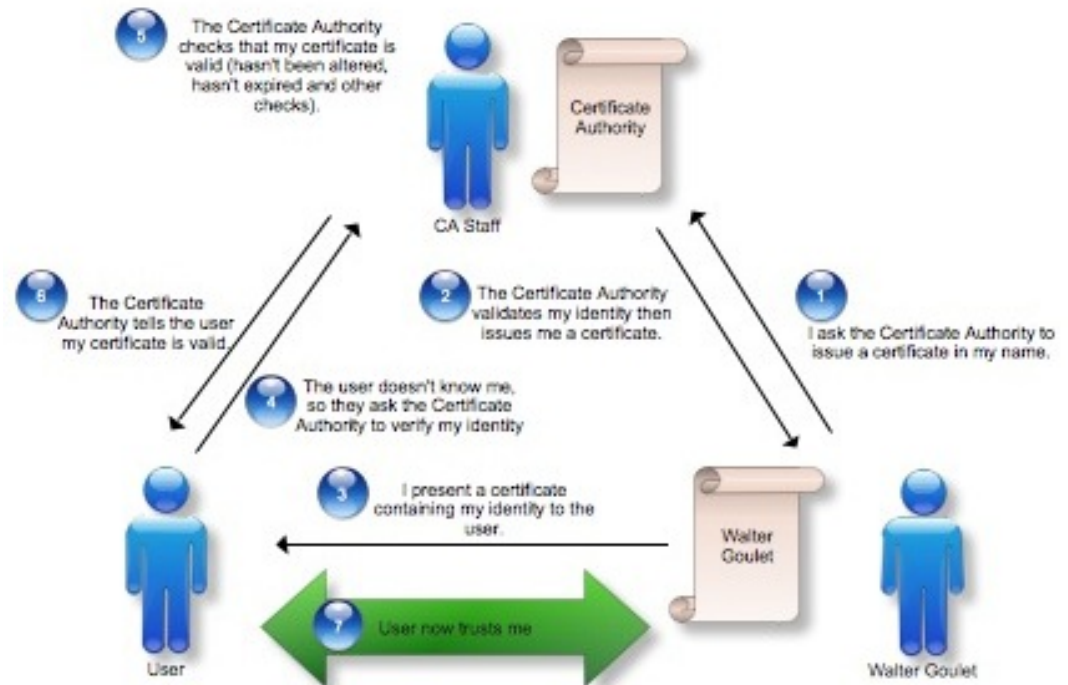 5
The Certificate Authority
checks that my certificate is
valid (hasn't been altered,
hasn't expired and other
checks).
Certificate
Authority
CA Staff
6
The Certificate
Authority tells the user
my certificate is valid.
2
The Certificate Authority
validates my identity then
issues me a certificate.
1
I ask the Certificate Authority to
issue a certificate in my name.
4
The user doesn't know me,
so they ask the Certificate
Authority to verify my identity
3
I present a certificate
containing my identity to the
user.
Walter
Goulet
7
User now trusts me
User
Walter Goulet